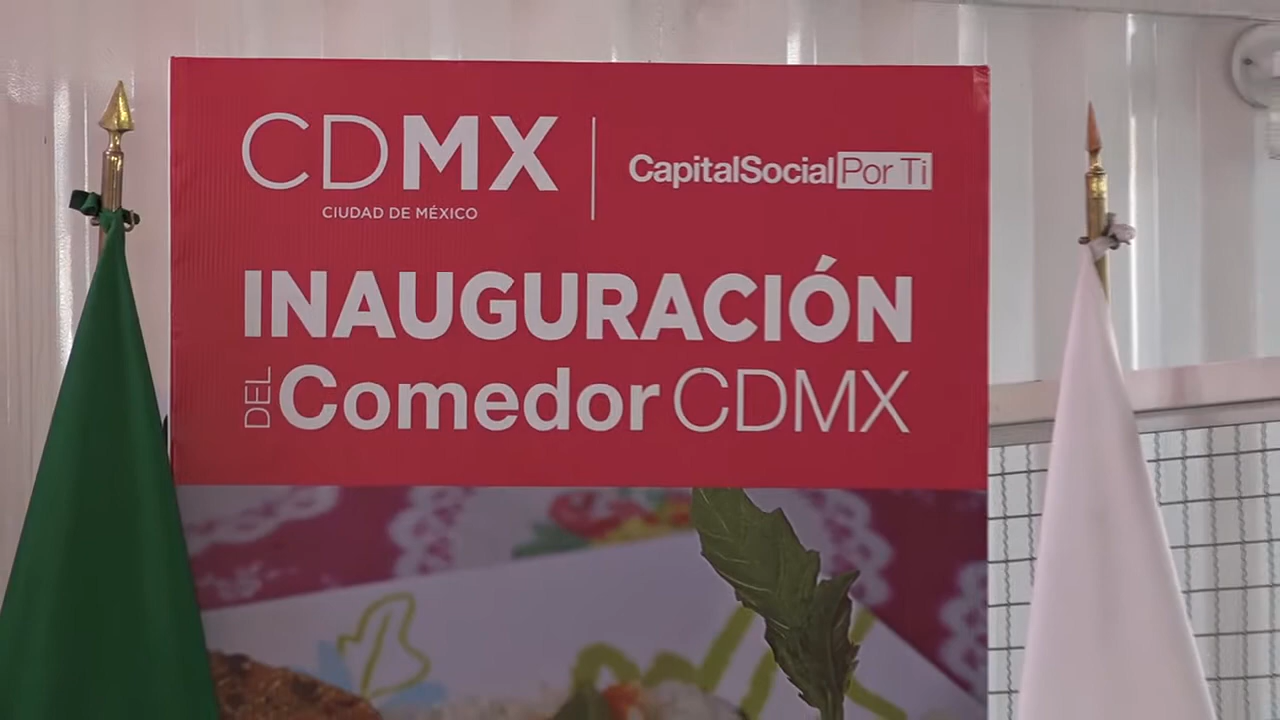 CDMX
CIUDAD DE MÉXICO
CapitalSocial Por Ti
INAUGURACIÓN
DEL Comedor CDMX